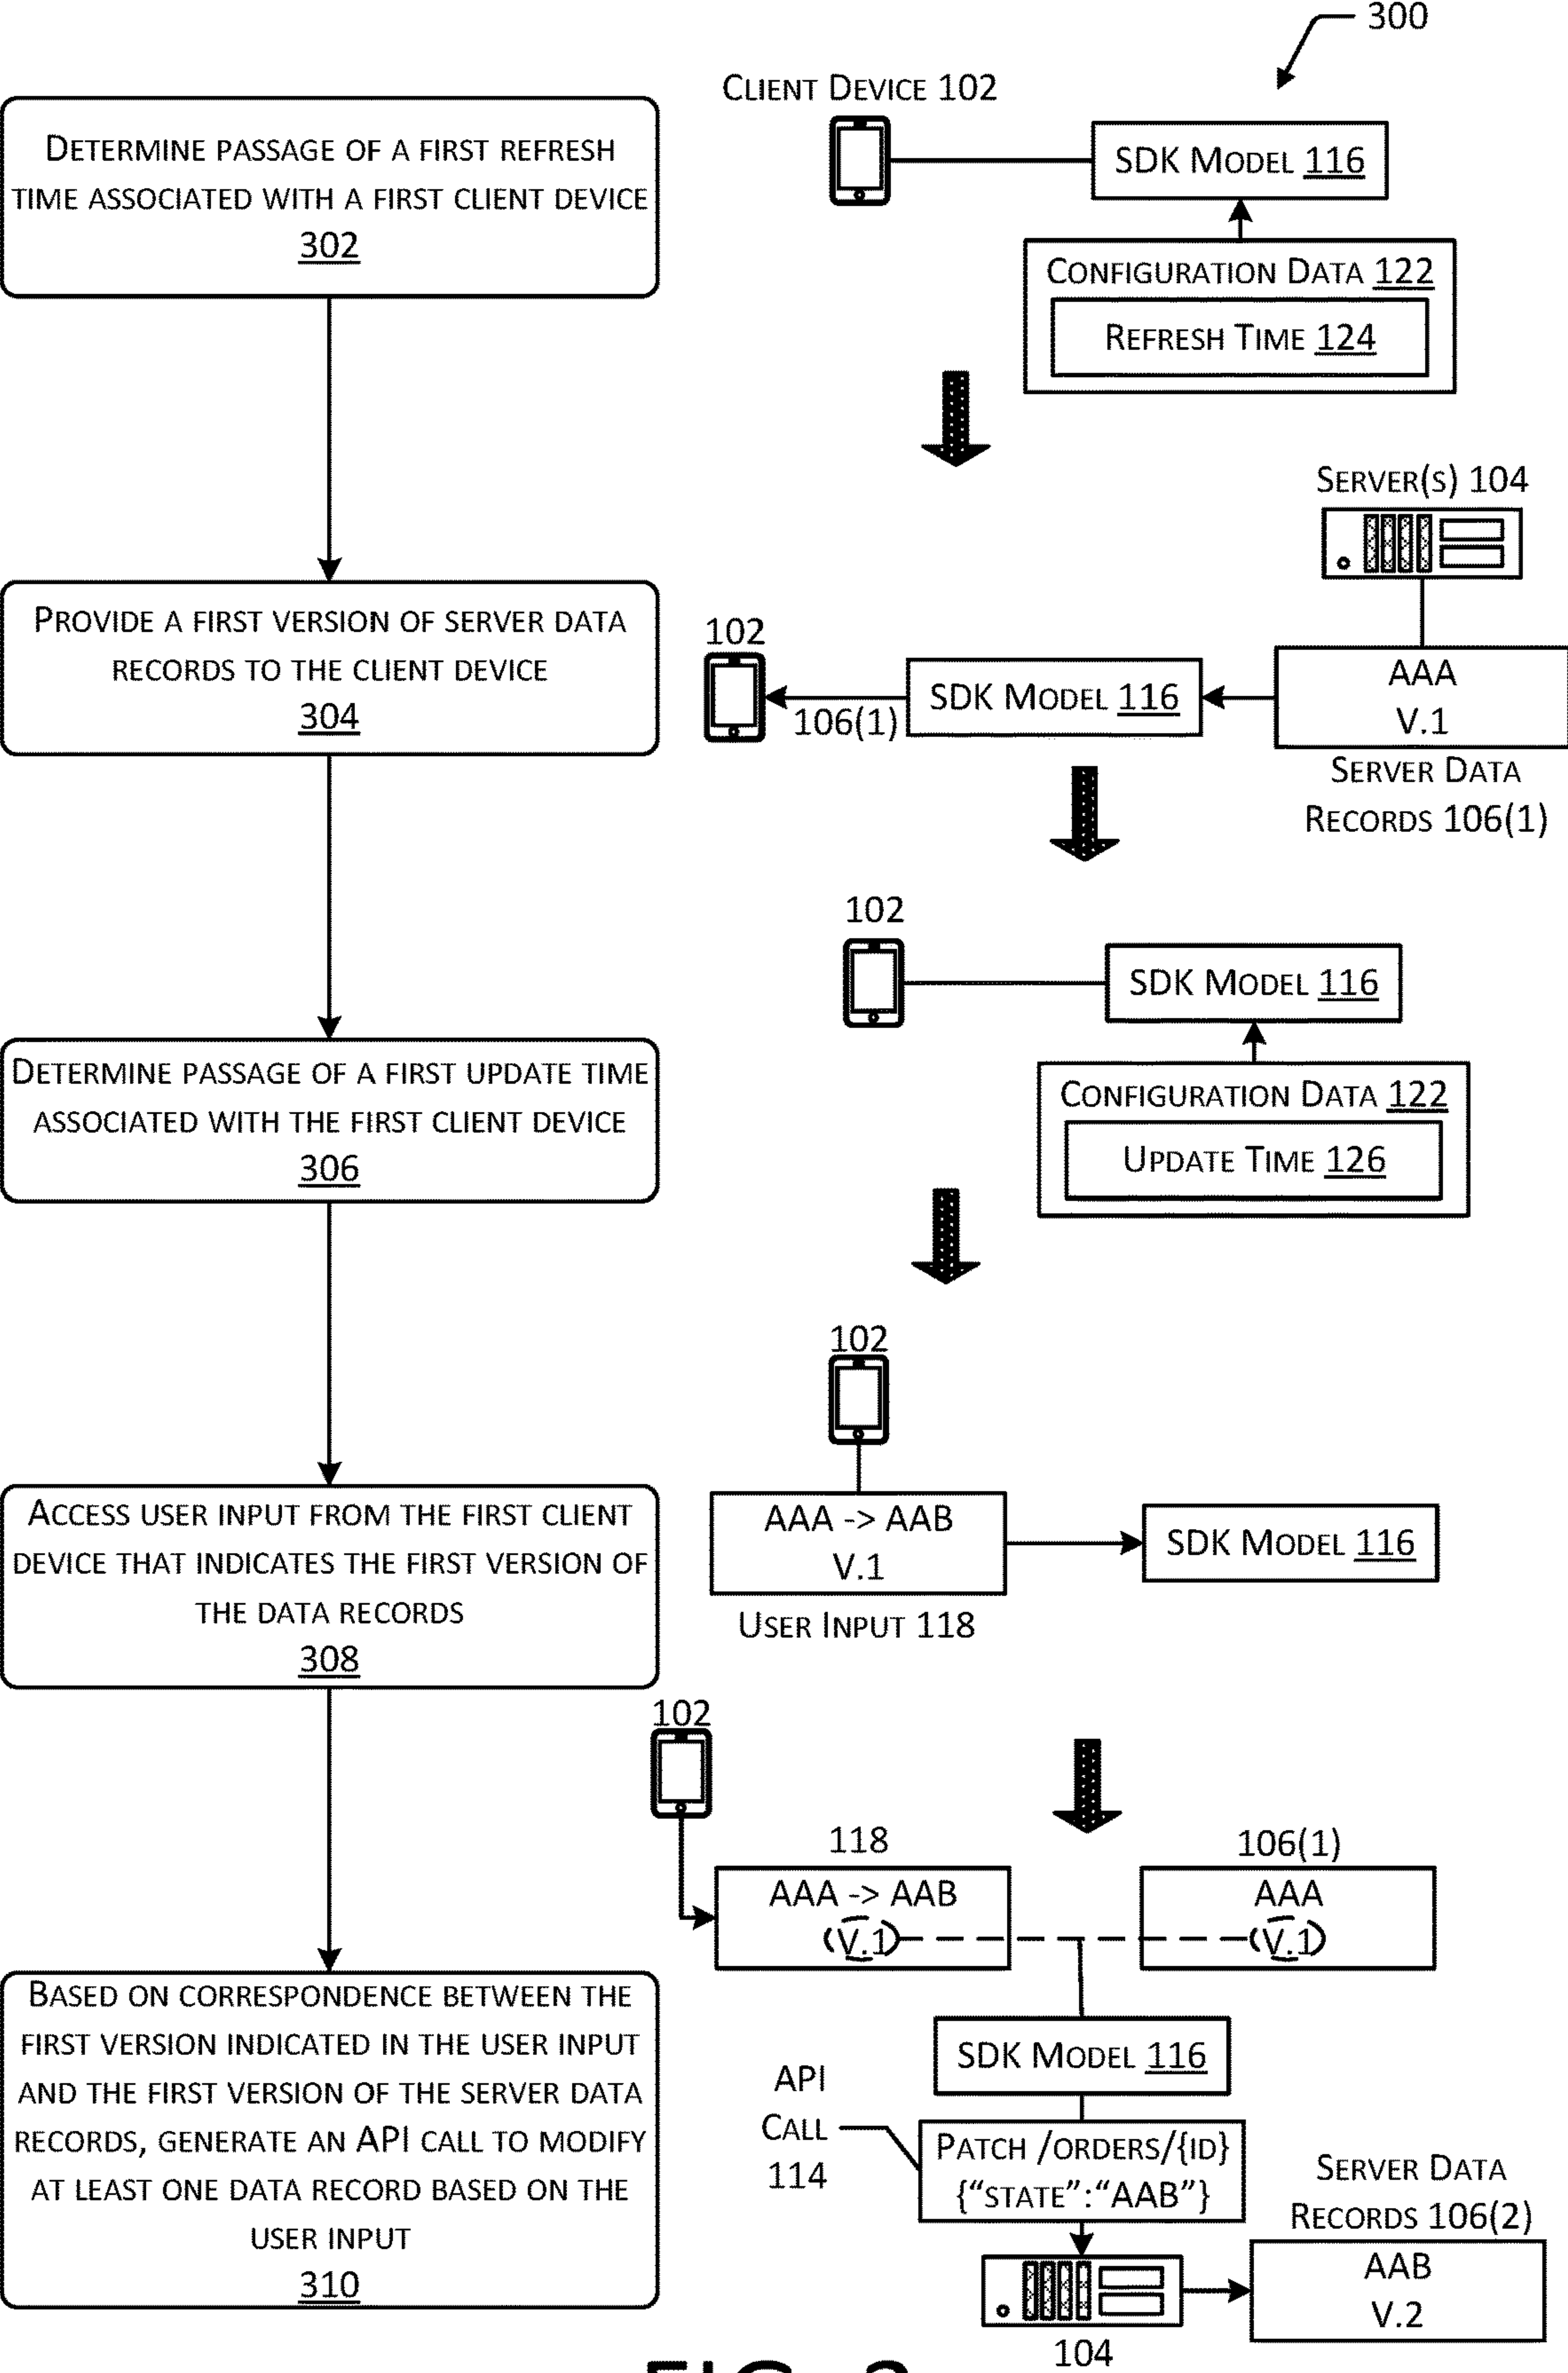 300
CLIENT DEVICE 102
DETERMINE PASSAGE OF A FIRST REFRESH
TIME ASSOCIATED WITH A FIRST CLIENT DEVICE
302
SDK MODEL 116
CONFIGURATION DATA 122
REFRESH TIME 124
SERVER(S) 104
PROVIDE A FIRST VERSION OF SERVER DATA
RECORDS TO THE CLIENT DEVICE
304
102
106(1)
SDK MODEL 116
AAA
V.1
SERVER DATA
RECORDS 106(1)
102
SDK MODEL 116
DETERMINE PASSAGE OF A FIRST UPDATE TIME
ASSOCIATED WITH THE FIRST CLIENT DEVICE
306
CONFIGURATION DATA 122
UPDATE TIME 126
102
ACCESS USER INPUT FROM THE FIRST CLIENT
DEVICE THAT INDICATES THE FIRST VERSION OF
THE DATA RECORDS
308
AAA -> AAB
V.1
USER INPUT 118
SDK MODEL 116
102
118
AAA -> AAB
V.1
106(1)
AAA
V.1
BASED ON CORRESPONDENCE BETWEEN THE
FIRST VERSION INDICATED IN THE USER INPUT
AND THE FIRST VERSION OF THE SERVER DATA
RECORDS, GENERATE AN API CALL TO MODIFY
AT LEAST ONE DATA RECORD BASED ON THE
USER INPUT
310
SDK MODEL 116
API
CALL
114
PATCH /ORDERS/{ID}
{“STATE”:“AAB”}
SERVER DATA
RECORDS 106(2)
AAB
V.2
104